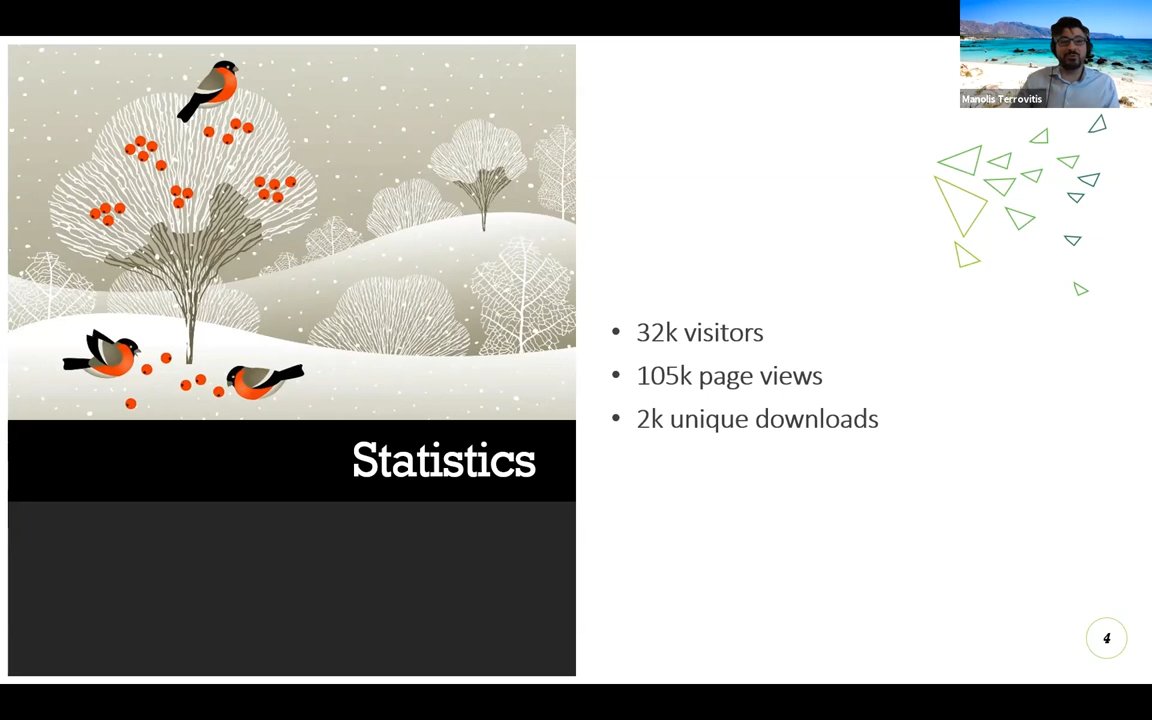 Manolis Terrovitis
Statistics
• 32k visitors
• 105k page views
• 2k unique downloads
4